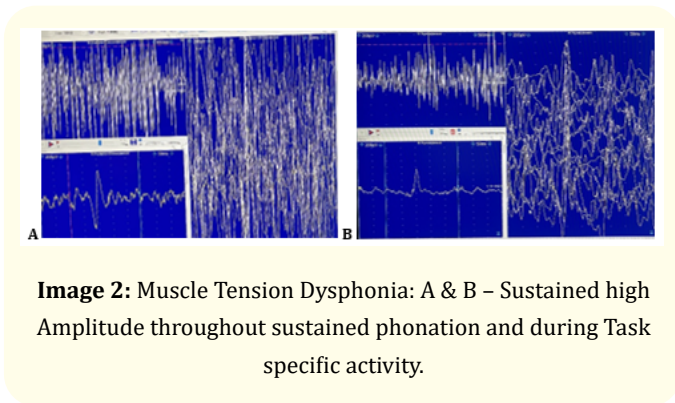 A
B
Image 2: Muscle Tension Dysphonia: A & B – Sustained high
Amplitude throughout sustained phonation and during Task
specific activity.